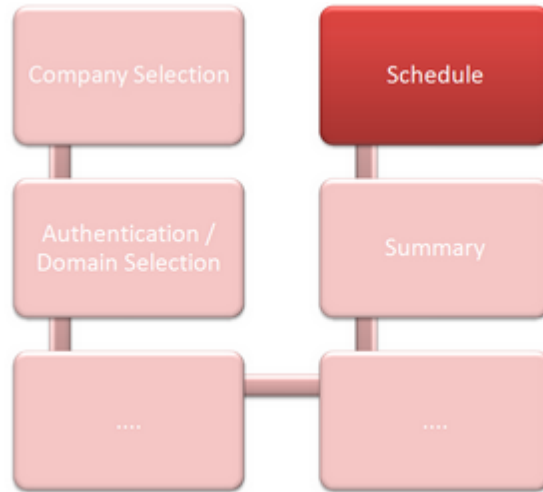 Company Selection
Authentication /
Domain Selection
....
....
Summary
Schedule